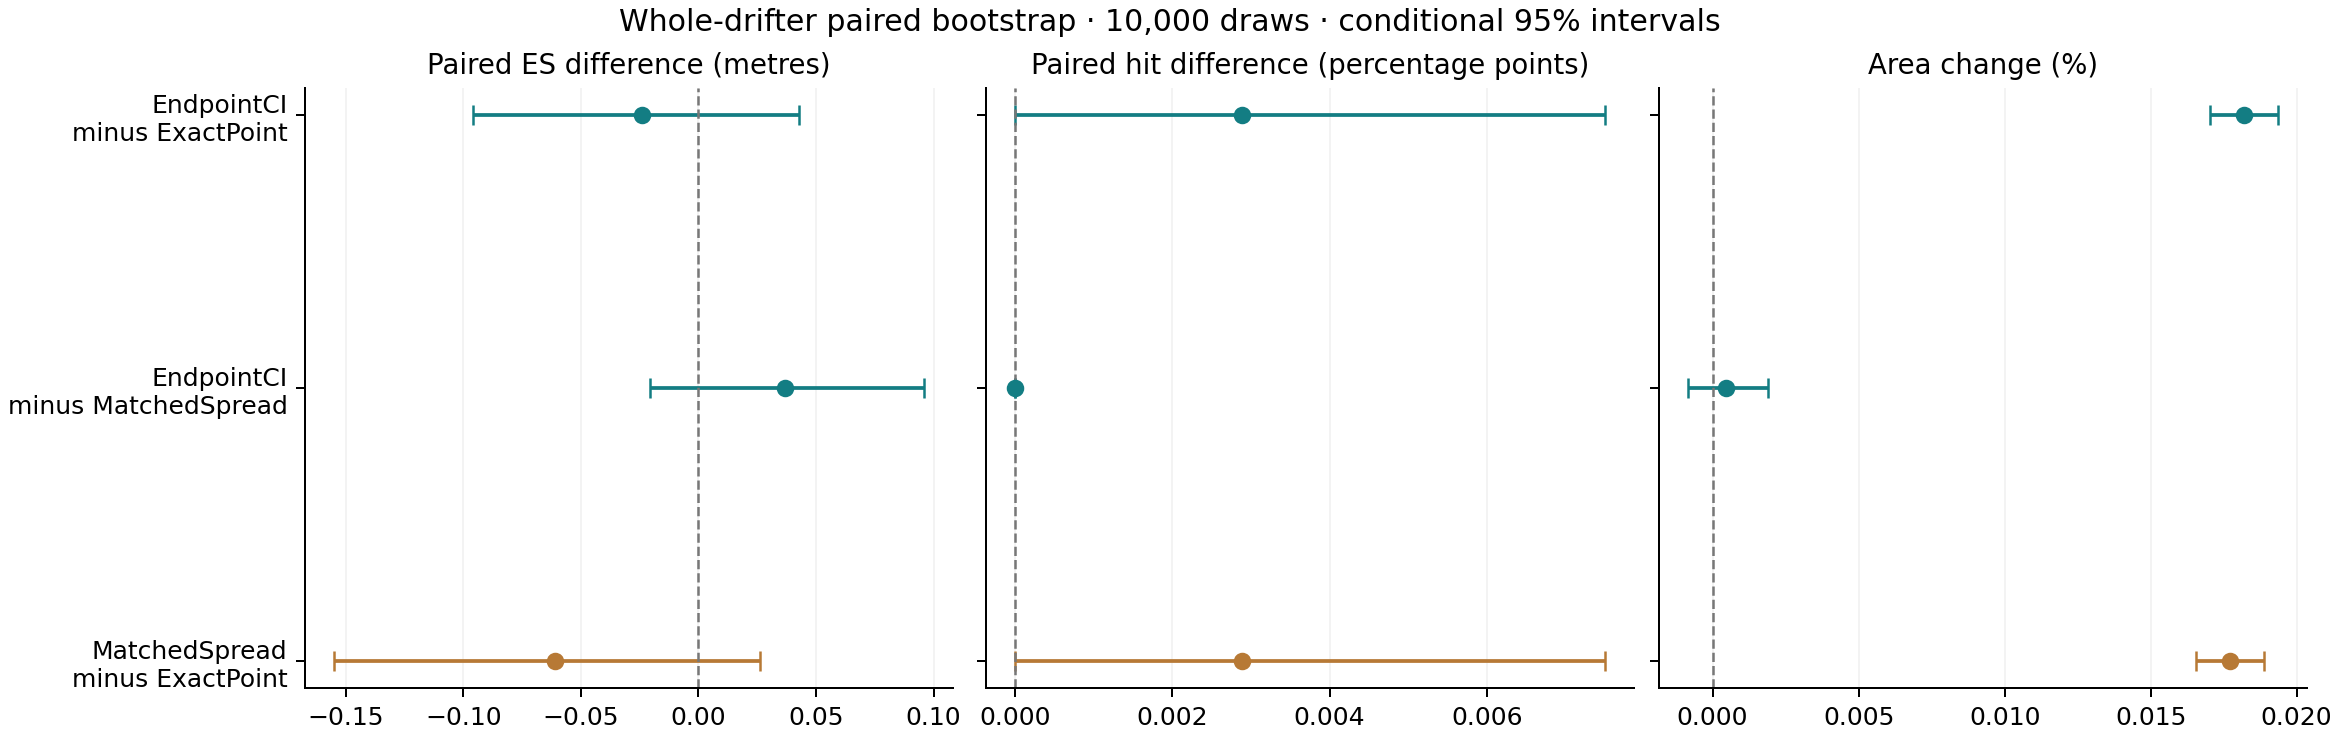 Whole-drifter paired bootstrap · 10,000 draws · conditional 95% intervals
Paired ES difference (metres)
Paired hit difference (percentage points)
Area change (%)
EndpointCI
minus ExactPoint
EndpointCI
minus MatchedSpread
MatchedSpread
minus ExactPoint
−0.15 −0.10 −0.05 0.00 0.05 0.10
0.000 0.002 0.004 0.006
0.000 0.005 0.010 0.015 0.020